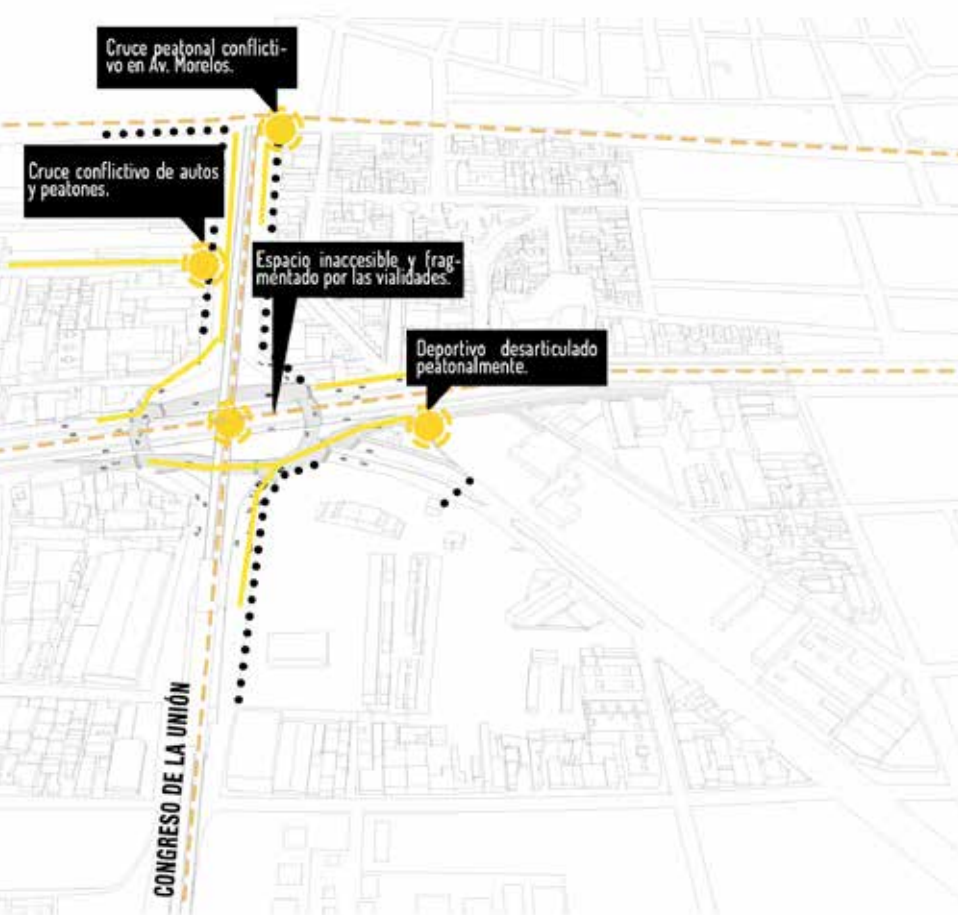 Cruce peatonal conflicti-
vo en Av. Morelos.
Cruce conflictivo de autos
y peatones.
Espacio inaccesible y frag-
mentado por las vialidades.
Deportivo desarticulado
peatonalmente.
CONGRESO DE LA UNIÓN